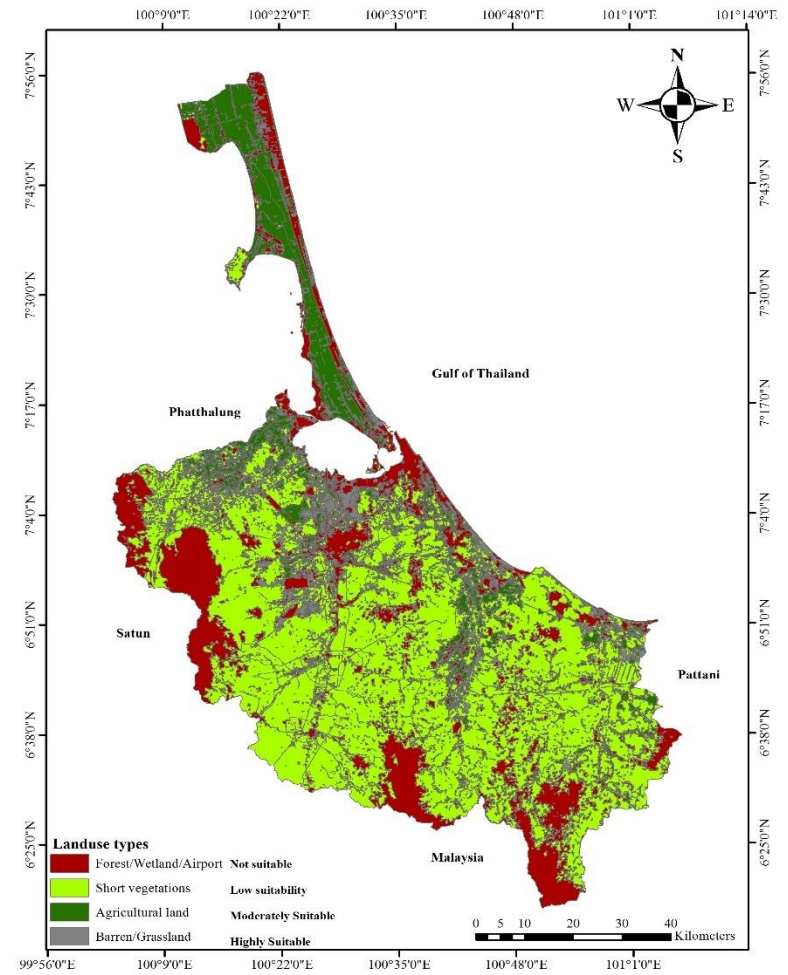 100°9'0"E 100°22'0"E 100°35'0"E 100°48'0"E 101°1'0"E 101°14'0"E
N
W E
S
7°56'0"N 7°56'0"N
7°43'0"N 7°43'0"N
7°30'0"N 7°30'0"N
Gulf of Thailand
7°17'0"N 7°17'0"N
Phatthalung
7°4'0"N 7°4'0"N
6°51'0"N 6°51'0"N
Satun
Pattani
6°38'0"N 6°38'0"N
6°25'0"N 6°25'0"N
Landuse types
Malaysia
Forest/Wetland/Airport Not suitable
Short vegetations Low suitability
Agricultural land Moderately Suitable
Barren/Grassland Highly Suitable
0 5 10 20 30 40
Kilometers
99°56'0"E 100°9'0"E 100°22'0"E 100°35'0"E 100°48'0"E 101°1'0"E